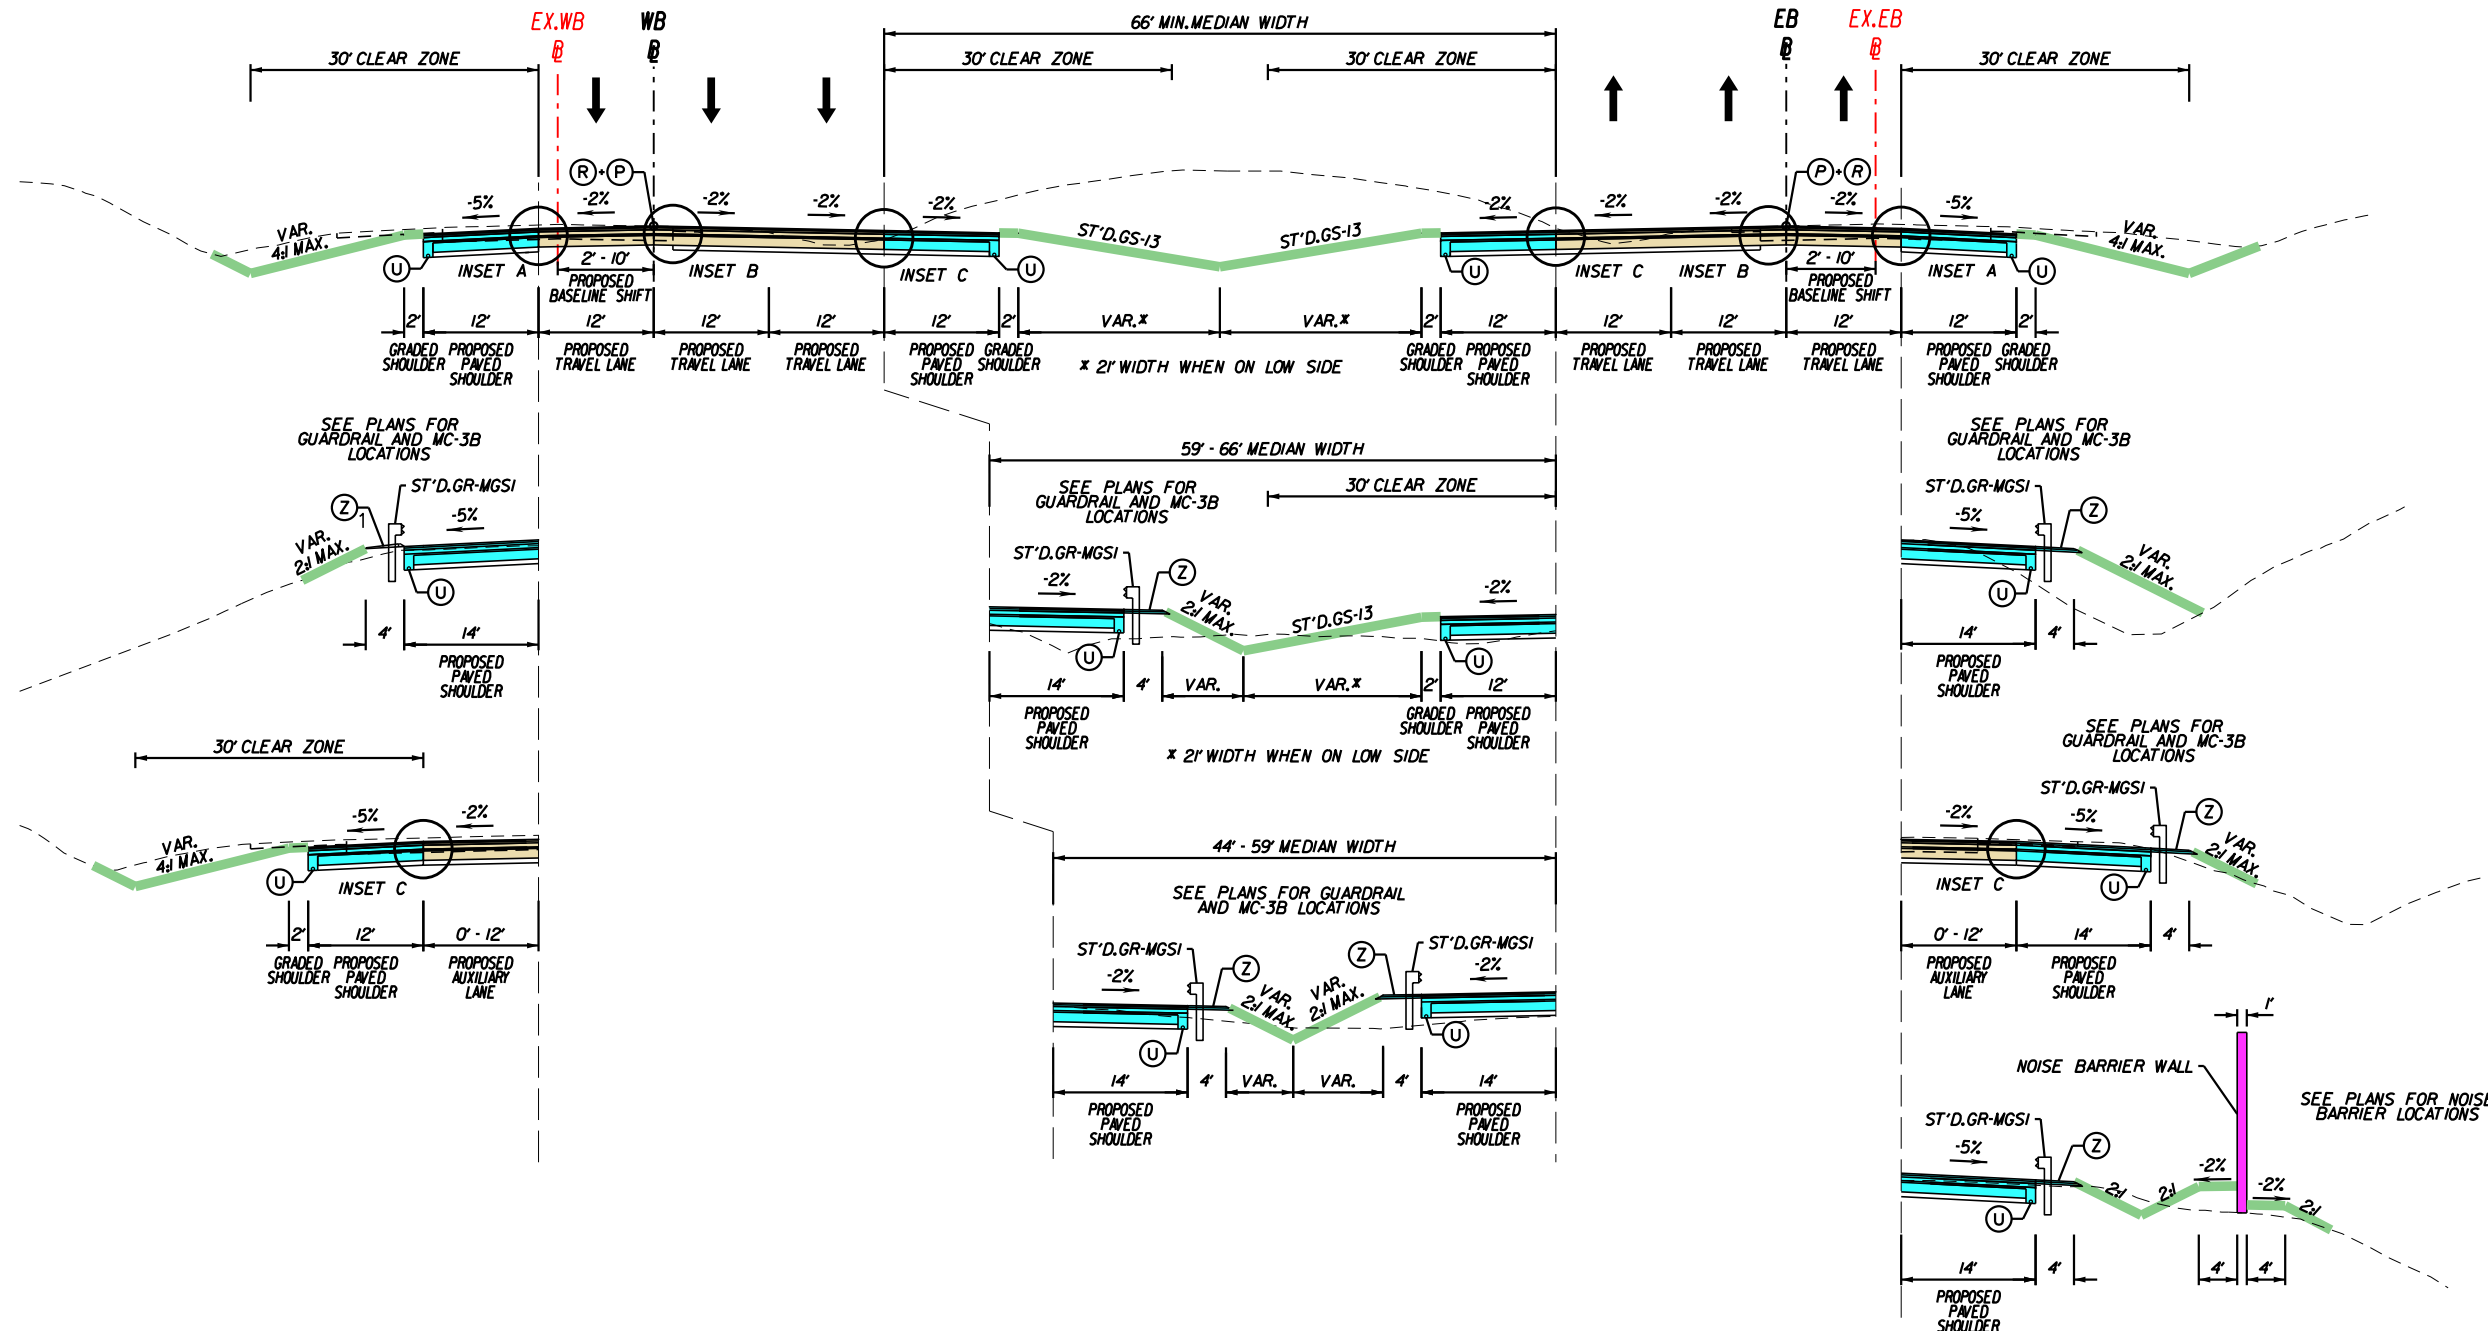 EX.WB
WB
66' MIN. MEDIAN WIDTH
EB
EX.EB
30' CLEAR ZONE
30' CLEAR ZONE
30' CLEAR ZONE
30' CLEAR ZONE
R + P
P + R
-5%
-2%
-2%
-2%
-2%
-2%
-2%
-2%
-2%
-5%
VAR.
4:1 MAX.
ST'D. GS-13
ST'D. GS-13
VAR.
4:1 MAX.
U
INSET A
2' - 10'
PROPOSED
BASELINE SHIFT
INSET B
INSET C
U
U
INSET C
INSET B
2' - 10'
PROPOSED
BASELINE SHIFT
INSET A
U
2'
12'
12'
12'
12'
12'
2'
VAR.*
VAR.*
2'
12'
12'
12'
12'
12'
2'
GRADED
SHOULDER
PROPOSED
PAVED
SHOULDER
PROPOSED
TRAVEL LANE
PROPOSED
TRAVEL LANE
PROPOSED
TRAVEL LANE
PROPOSED
PAVED
SHOULDER
GRADED
SHOULDER
* 21' WIDTH WHEN ON LOW SIDE
GRADED
SHOULDER
PROPOSED
PAVED
SHOULDER
PROPOSED
TRAVEL LANE
PROPOSED
TRAVEL LANE
PROPOSED
TRAVEL LANE
PROPOSED
PAVED
SHOULDER
GRADED
SHOULDER
SEE PLANS FOR
GUARDRAIL AND MC-3B
LOCATIONS
ST'D. GR-MGS1
Z1
-5%
VAR.
2:1 MAX.
U
4'
14'
PROPOSED
PAVED
SHOULDER
59' - 66' MEDIAN WIDTH
SEE PLANS FOR
GUARDRAIL AND MC-3B
LOCATIONS
30' CLEAR ZONE
ST'D. GR-MGS1
Z
-2%
VAR.
2:1 MAX.
ST'D. GS-13
-2%
U
U
14'
4'
VAR.
VAR.*
2'
12'
PROPOSED
PAVED
SHOULDER
GRADED
SHOULDER
PROPOSED
PAVED
SHOULDER
* 21' WIDTH WHEN ON LOW SIDE
SEE PLANS FOR
GUARDRAIL AND MC-3B
LOCATIONS
ST'D. GR-MGS1
Z
-5%
VAR.
2:1 MAX.
U
14'
4'
PROPOSED
PAVED
SHOULDER
30' CLEAR ZONE
-5%
-2%
VAR.
4:1 MAX.
U
INSET C
2'
12'
0' - 12'
GRADED
SHOULDER
PROPOSED
PAVED
SHOULDER
PROPOSED
AUXILIARY
LANE
44' - 59' MEDIAN WIDTH
SEE PLANS FOR GUARDRAIL
AND MC-3B LOCATIONS
ST'D. GR-MGS1
Z
Z
ST'D. GR-MGS1
-2%
VAR.
2:1 MAX.
VAR.
2:1 MAX.
-2%
U
U
14'
4'
VAR.
VAR.
4'
14'
PROPOSED
PAVED
SHOULDER
PROPOSED
PAVED
SHOULDER
SEE PLANS FOR
GUARDRAIL AND MC-3B
LOCATIONS
ST'D. GR-MGS1
Z
-2%
-5%
VAR.
2:1 MAX.
INSET C
U
0' - 12'
14'
4'
PROPOSED
AUXILIARY
LANE
PROPOSED
PAVED
SHOULDER
1'
NOISE BARRIER WALL
SEE PLANS FOR NOISE
BARRIER LOCATIONS
ST'D. GR-MGS1
Z
-5%
2:1
2:1
-2%
-2%
2:1
U
14'
4'
4'
4'
PROPOSED
PAVED
SHOULDER